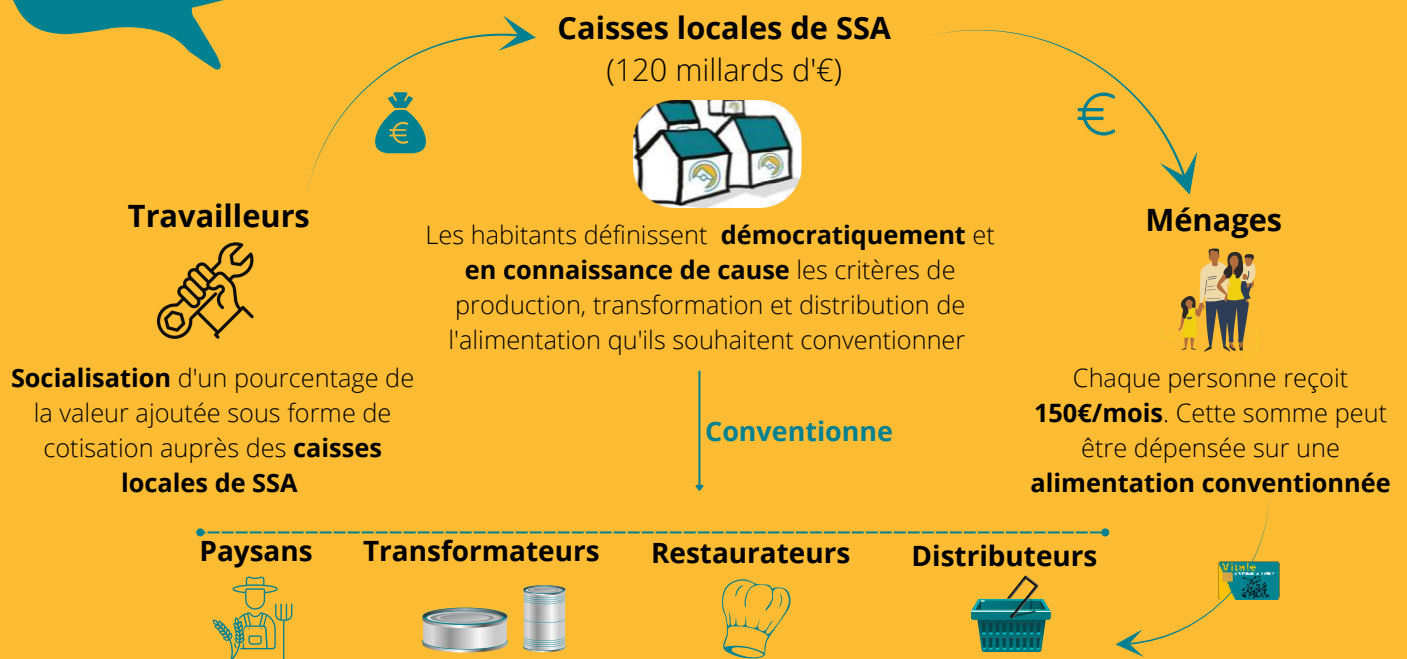 Caisses locales de SSA
(120 millards d'€)
€
€
Travailleurs
Socialisation d'un pourcentage de
la valeur ajoutée sous forme de
cotisation auprès des caisses
locales de SSA
Les habitants définissent démocratiquement et
en connaissance de cause les critères de
production, transformation et distribution de
l'alimentation qu'ils souhaitent conventionner
Conventionne
Ménages
Chaque personne reçoit
150€/mois. Cette somme peut
être dépensée sur une
alimentation conventionnée
Paysans
Transformateurs
Restaurateurs
Distributeurs
Vitale